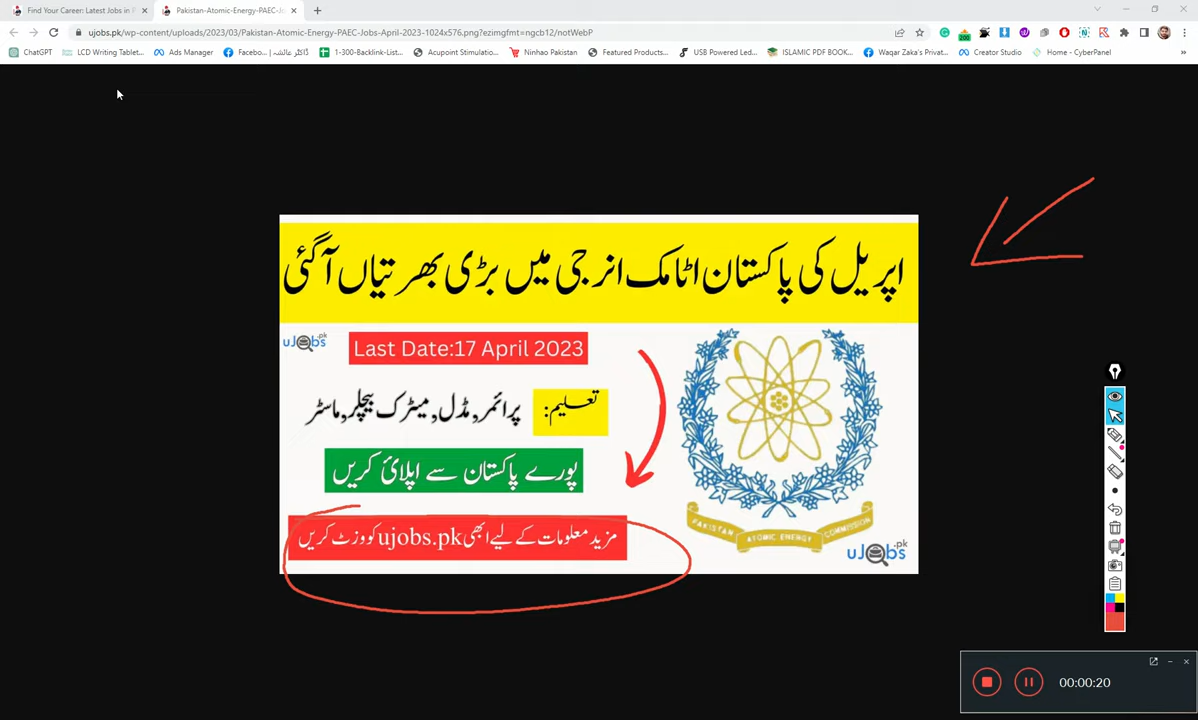 Find Your Career: Latest Jobs in P
Pakistan-Atomic-Energy-PAEC-Jo
ujobs.pk/wp-content/uploads/2023/03/Pakistan-Atomic-Energy-PAEC-Jobs-April-2023-1024x576.png?ezimgfmt=ngcb12/notWebP
ChatGPT LCD Writing Tablet... Ads Manager Facebo... ڈاکٹر عائشہ | 1-300-Backlink-List... Acupoint Stimulatio... Ninhao Pakistan Featured Products... USB Powered Led... ISLAMIC PDF BOOK... Waqar Zaka's Privat... Creator Studio Home - CyberPanel
اپریل کی پاکستان اٹامک انرجی میں بڑی بھرتیاں آگئی
uJobs.pk
Last Date:17 April 2023
تعلیم: پرائمر,مڈل,میٹرک بیچلر,ماسٹر
پورے پاکستان سے اپلائ کریں
مزید معلومات کے لیے ابھی ujobs.pk کو وزٹ کریں
PAKISTAN ATOMIC ENERGY COMMISSION
uJobs.pk
00:00:20